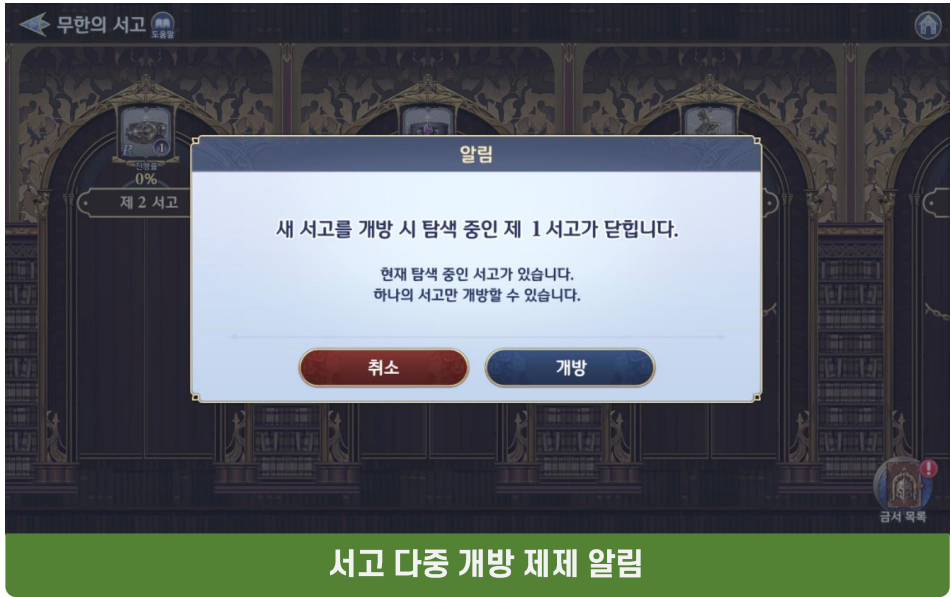 무한의 서고
도움말
R
1
진행률
0%
제 2 서고
알림
새 서고를 개방 시 탐색 중인 제 1 서고가 닫힙니다.
현재 탐색 중인 서고가 있습니다.
하나의 서고만 개방할 수 있습니다.
취소
개방
!
금서 목록
서고 다중 개방 제제 알림